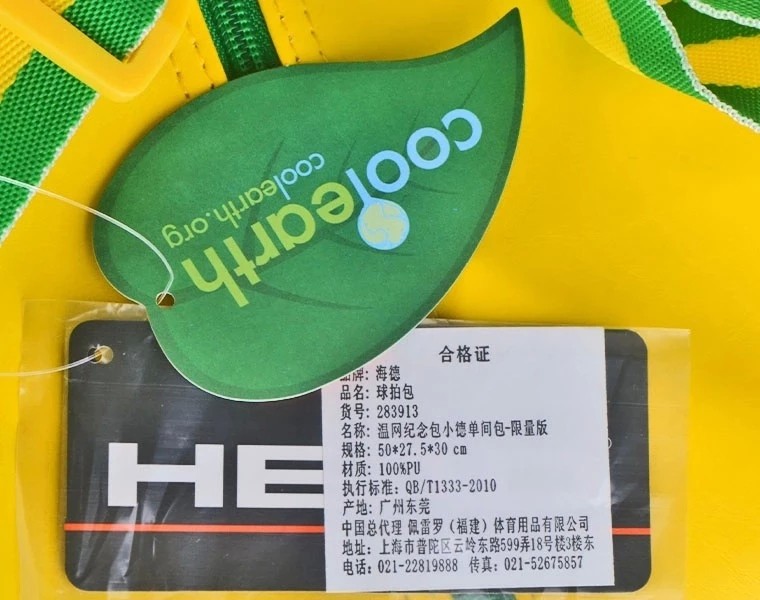 coolearth
coolearth.org
HE
合格证
品牌: 海德
品名: 球拍包
货号: 283913
名称: 温网纪念包小德单间包-限量版
规格: 50*27.5*30 cm
材质: 100%PU
执行标准: QB/T1333-2010
产地: 广州东莞
中国总代理 佩雷罗（福建）体育用品有限公司
地址: 上海市普陀区云岭东路599弄18号楼3楼东
电话: 021-22819888 传真: 021-52675857